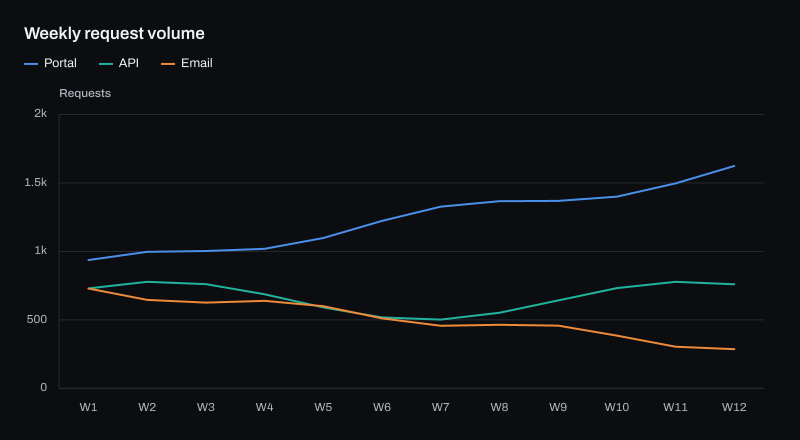 Weekly request volume
Portal API Email
Requests
2k
1.5k
1k
500
0
W1 W2 W3 W4 W5 W6 W7 W8 W9 W10 W11 W12